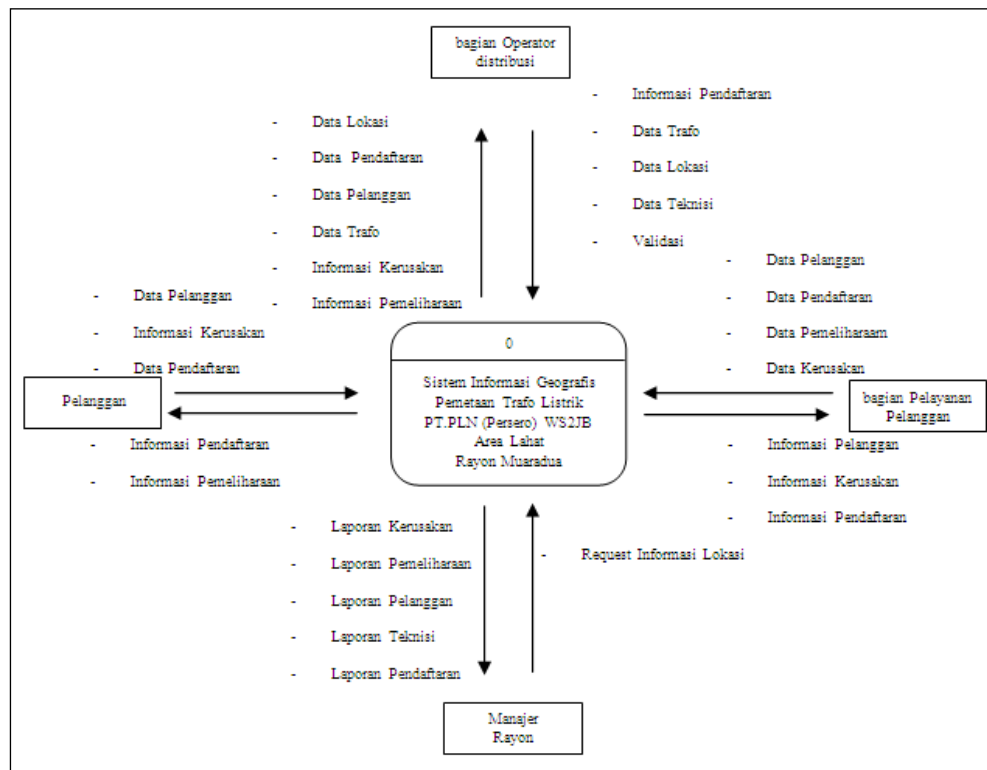 bagian Operator
distribusi
- Informasi Pendaftaran
- Data Trafo
- Data Lokasi
- Data Teknisi
- Validasi
- Data Lokasi
- Data Pendaftaran
- Data Pelanggan
- Data Trafo
- Informasi Kerusakan
- Informasi Pemeliharaan
- Data Pelanggan
- Informasi Kerusakan
- Data Pendaftaran
- Data Pelanggan
- Data Pendaftaran
- Data Pemeliharaam
- Data Kerusakan
Pelanggan
0
Sistem Informasi Geografis
Pemetaan Trafo Listrik
PT.PLN (Persero) WS2JB
Area Lahat
Rayon Muaradua
bagian Pelayanan
Pelanggan
- Informasi Pendaftaran
- Informasi Pemeliharaan
- Informasi Pelanggan
- Informasi Kerusakan
- Informasi Pendaftaran
- Laporan Kerusakan
- Laporan Pemeliharaan
- Laporan Pelanggan
- Laporan Teknisi
- Laporan Pendaftaran
- Request Informasi Lokasi
Manajer
Rayon